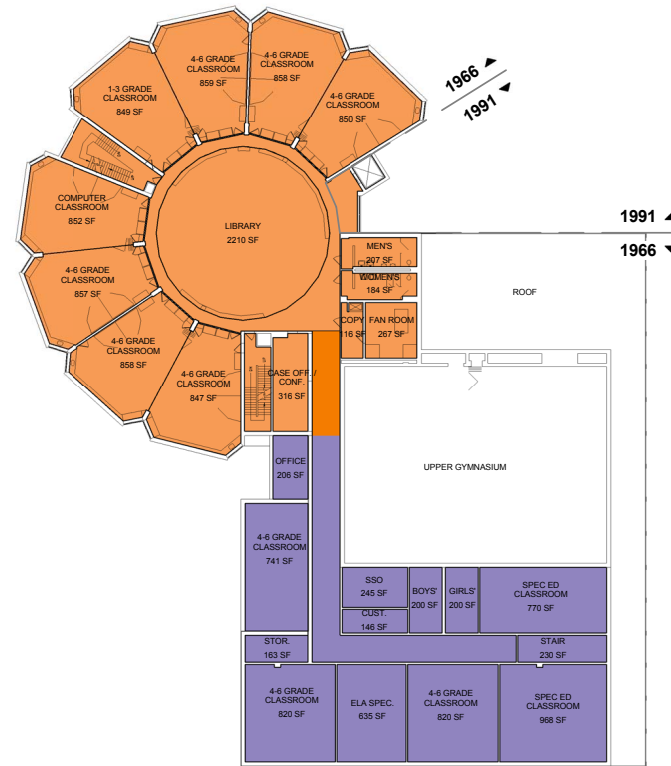 4-6 GRADE
CLASSROOM
859 SF
4-6 GRADE
CLASSROOM
858 SF
1-3 GRADE
CLASSROOM
849 SF
4-6 GRADE
CLASSROOM
850 SF
1966
1991
COMPUTER
CLASSROOM
852 SF
LIBRARY
2210 SF
1991
1966
MEN'S
207 SF
WOMEN'S
184 SF
4-6 GRADE
CLASSROOM
857 SF
ROOF
COPY
116 SF
FAN ROOM
267 SF
4-6 GRADE
CLASSROOM
858 SF
4-6 GRADE
CLASSROOM
847 SF
CASE OFF. /
CONF.
316 SF
OFFICE
206 SF
UPPER GYMNASIUM
4-6 GRADE
CLASSROOM
741 SF
SSO
245 SF
CUST.
146 SF
BOYS'
200 SF
GIRLS'
200 SF
SPEC ED
CLASSROOM
770 SF
STOR.
163 SF
STAIR
230 SF
4-6 GRADE
CLASSROOM
820 SF
ELA SPEC.
635 SF
4-6 GRADE
CLASSROOM
820 SF
SPEC ED
CLASSROOM
968 SF